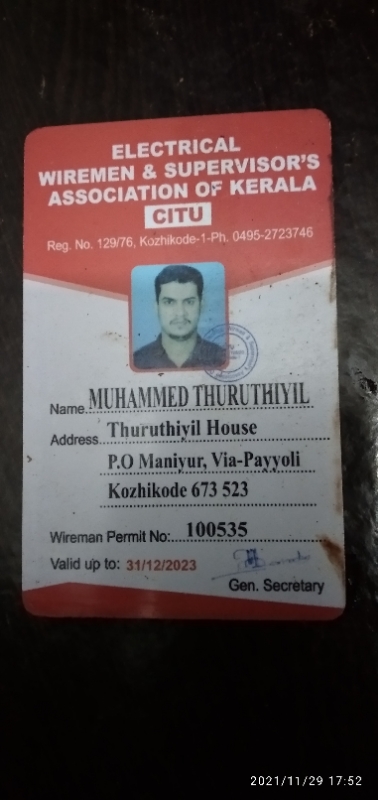 ELECTRICAL
WIREMEN & SUPERVISOR'S
ASSOCIATION OF KERALA
CITU
Reg. No. 129/76, Kozhikode-1-Ph. 0495-2723746
Name MUHAMMED THURUTHIYIL
Address Thuruthiyil House
P.O Maniyur, Via-Payyoli
Kozhikode 673 523
Wireman Permit No: 100535
Valid up to: 31/12/2023
Gen. Secretary
2021/11/29 17:52